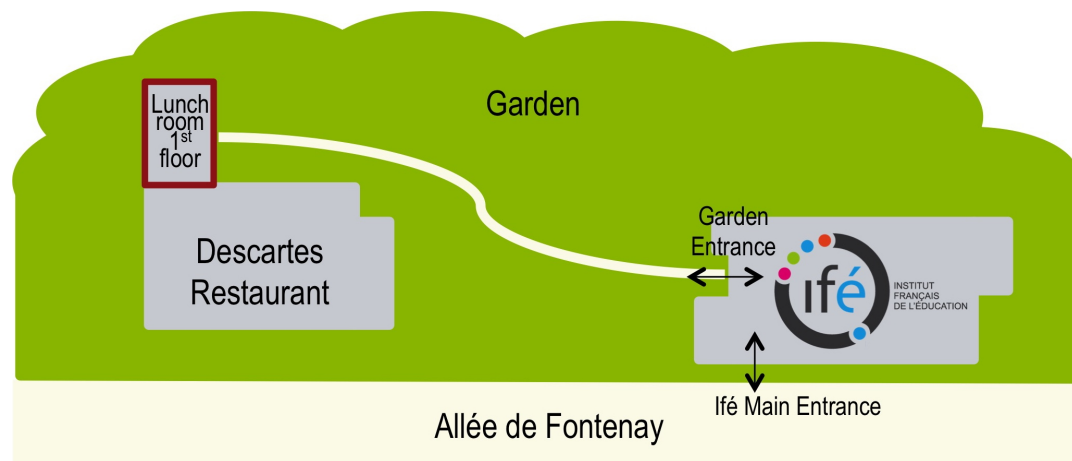 Garden
Lunch
room
1st
floor
Garden
Entrance
Descartes
Restaurant
ifé
INSTITUT
FRANÇAIS
DE L'ÉDUCATION
Ifé Main Entrance
Allée de Fontenay